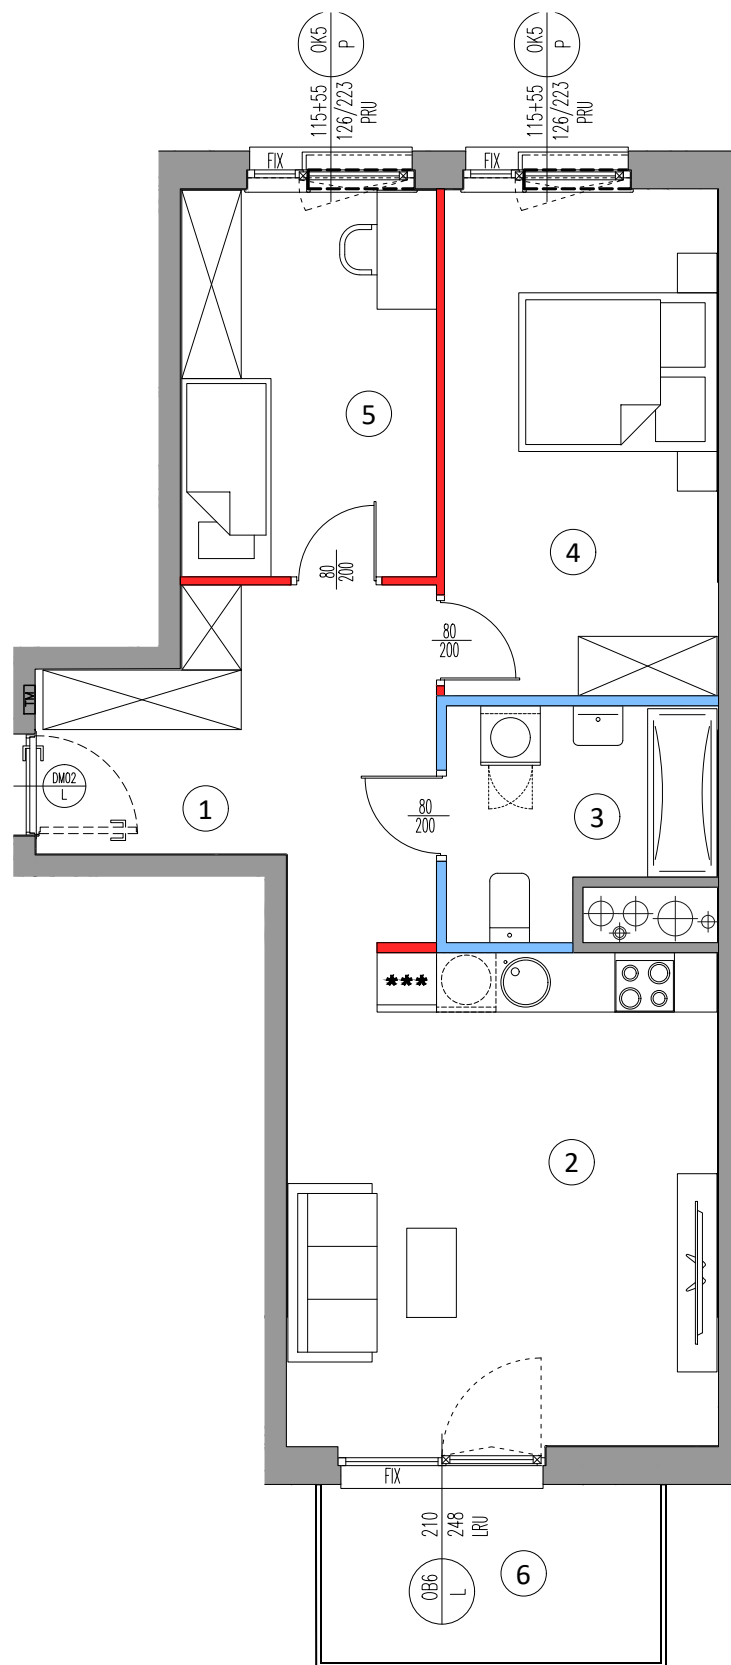 OK5
P
115+55
126/223
PRU
OK5
P
115+55
126/223
PRU
FIX
FIX
5
4
80
200
80
200
TM
DM02
L
1
80
200
3
***
2
FIX
210
248
LRU
OB6
L
6